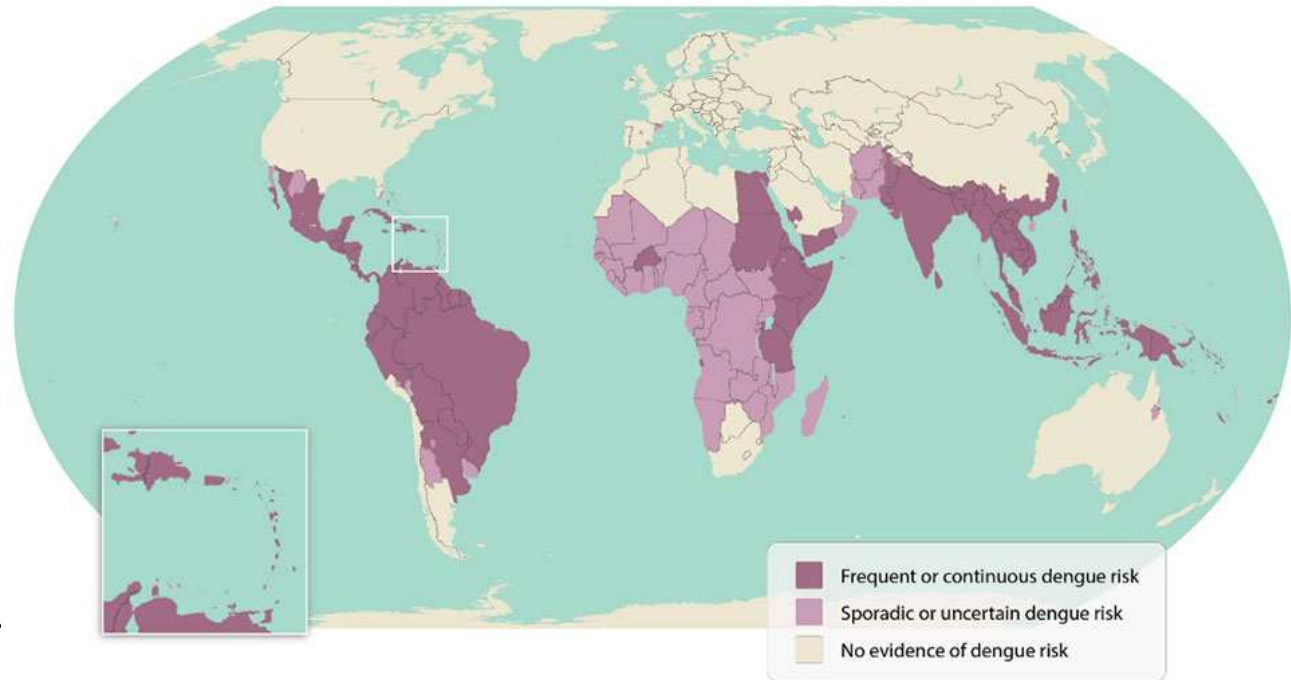 Frequent or continuous dengue risk
Sporadic or uncertain dengue risk
No evidence of dengue risk